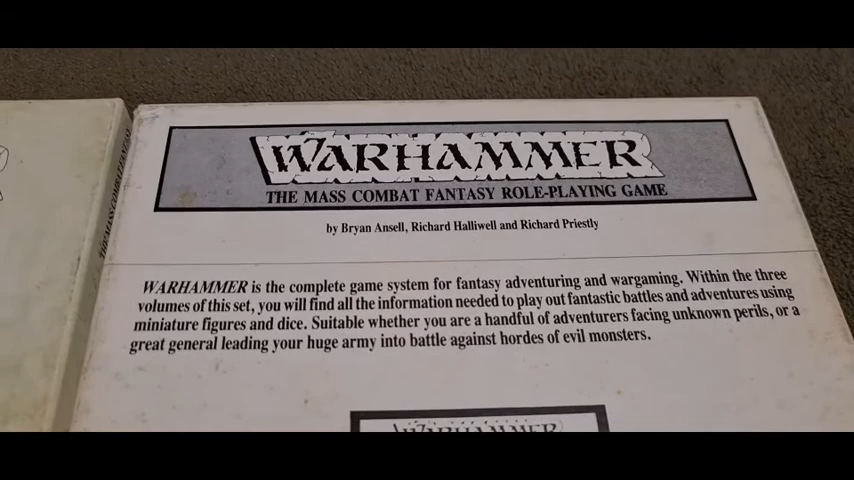 WARHAMMER
THE MASS COMBAT FANTASY ROLE-PLAYING GAME
by Bryan Ansell, Richard Halliwell and Richard Priestly
WARHAMMER is the complete game system for fantasy adventuring and wargaming. Within the three
volumes of this set, you will find all the information needed to play out fantastic battles and adventures using
miniature figures and dice. Suitable whether you are a handful of adventurers facing unknown perils, or a
great general leading your huge army into battle against hordes of evil monsters.
WARHAMMER